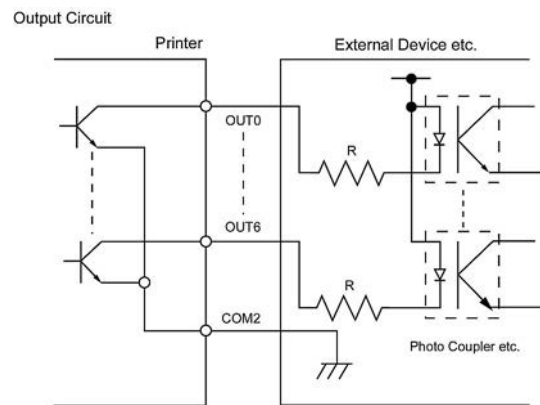 Output Circuit
Printer
External Device etc.
OUT0
R
OUT6
R
COM2
Photo Coupler etc.